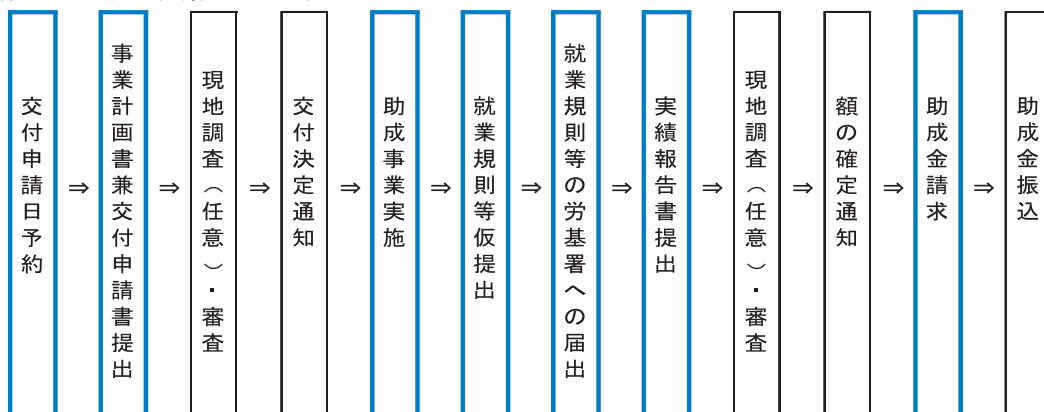 交付申請日予約
⇒
事業計画書兼交付申請書提出
⇒
現地調査(任意)・審査
⇒
交付決定通知
⇒
助成事業実施
⇒
就業規則等仮提出
⇒
就業規則等の労基署への届出
⇒
実績報告書提出
⇒
現地調査(任意)・審査
⇒
額の確定通知
⇒
助成金請求
⇒
助成金振込